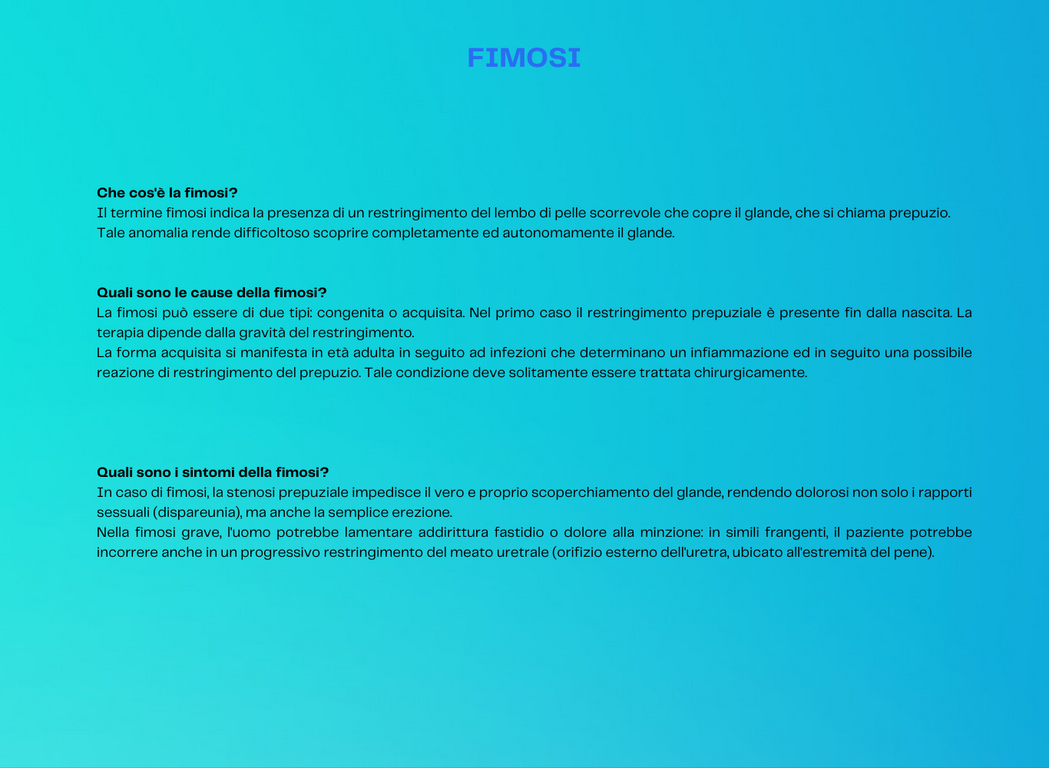 FIMOSI
Che cos'è la fimosi?
Il termine fimosi indica la presenza di un restringimento del lembo di pelle scorrevole che copre il glande, che si chiama prepuzio.
Tale anomalia rende difficoltoso scoprire completamente ed autonomamente il glande.
Quali sono le cause della fimosi?
La fimosi può essere di due tipi: congenita o acquisita. Nel primo caso il restringimento prepuziale è presente fin dalla nascita. La
terapia dipende dalla gravità del restringimento.
La forma acquisita si manifesta in età adulta in seguito ad infezioni che determinano un infiammazione ed in seguito una possibile
reazione di restringimento del prepuzio. Tale condizione deve solitamente essere trattata chirurgicamente.
Quali sono i sintomi della fimosi?
In caso di fimosi, la stenosi prepuziale impedisce il vero e proprio scoperchiamento del glande, rendendo dolorosi non solo i rapporti
sessuali (dispareunia), ma anche la semplice erezione.
Nella fimosi grave, l'uomo potrebbe lamentare addirittura fastidio o dolore alla minzione: in simili frangenti, il paziente potrebbe
incorrere anche in un progressivo restringimento del meato uretrale (orifizio esterno dell'uretra, ubicato all'estremità del pene).